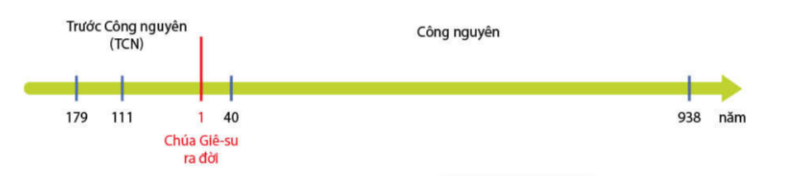 Trước Công nguyên
(TCN)
Công nguyên
179 111 1 40 938 năm
Chúa Giê-su
ra đời